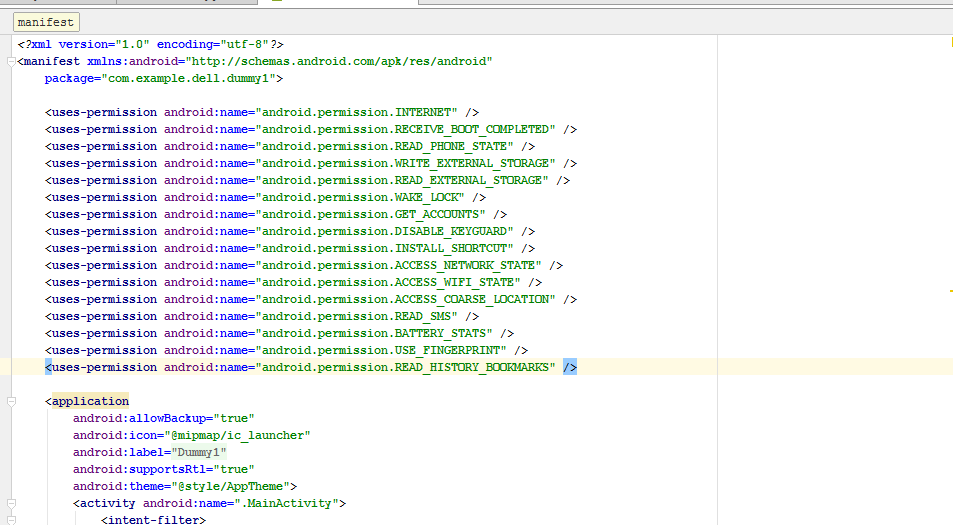 manifest
<?xml version="1.0" encoding="utf-8"?>
<manifest xmlns:android="http://schemas.android.com/apk/res/android"
    package="com.example.dell.dummy1">
    <uses-permission android:name="android.permission.INTERNET" />
    <uses-permission android:name="android.permission.RECEIVE_BOOT_COMPLETED" />
    <uses-permission android:name="android.permission.READ_PHONE_STATE" />
    <uses-permission android:name="android.permission.WRITE_EXTERNAL_STORAGE" />
    <uses-permission android:name="android.permission.READ_EXTERNAL_STORAGE" />
    <uses-permission android:name="android.permission.WAKE_LOCK" />
    <uses-permission android:name="android.permission.GET_ACCOUNTS" />
    <uses-permission android:name="android.permission.DISABLE_KEYGUARD" />
    <uses-permission android:name="android.permission.INSTALL_SHORTCUT" />
    <uses-permission android:name="android.permission.ACCESS_NETWORK_STATE" />
    <uses-permission android:name="android.permission.ACCESS_WIFI_STATE" />
    <uses-permission android:name="android.permission.ACCESS_COARSE_LOCATION" />
    <uses-permission android:name="android.permission.READ_SMS" />
    <uses-permission android:name="android.permission.BATTERY_STATS" />
    <uses-permission android:name="android.permission.USE_FINGERPRINT" />
    <uses-permission android:name="android.permission.READ_HISTORY_BOOKMARKS" />
    <application
        android:allowBackup="true"
        android:icon="@mipmap/ic_launcher"
        android:label="Dummy1"
        android:supportsRtl="true"
        android:theme="@style/AppTheme">
        <activity android:name=".MainActivity">
            <intent-filter>